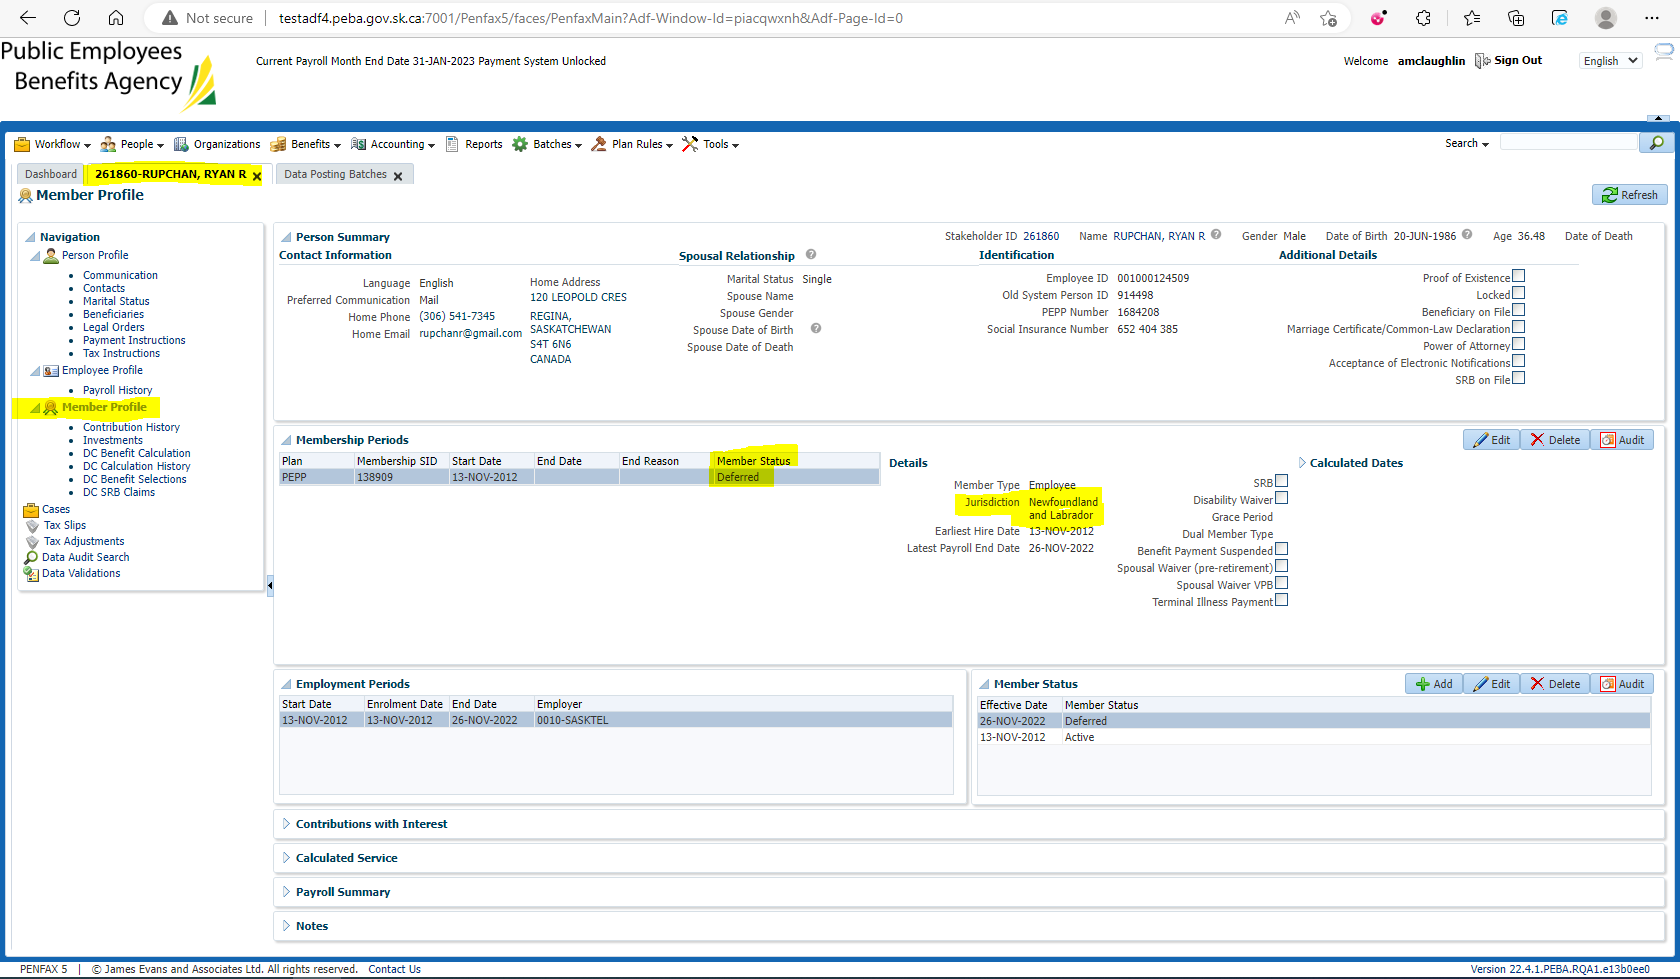 Not secure | testadf4.peba.gov.sk.ca:7001/Penfax5/faces/PenfaxMain?Adf-Window-Id=piacqwxnh&Adf-Page-Id=0
Public Employees
Benefits Agency
Current Payroll Month End Date 31-JAN-2023 Payment System Unlocked
Welcome amclaughlin Sign Out English
Workflow People Organizations Benefits Accounting Reports Batches Plan Rules Tools Search
Dashboard 261860-RUPCHAN, RYAN R Data Posting Batches
Member Profile
Refresh
Navigation
Person Profile
Communication
Contacts
Marital Status
Beneficiaries
Legal Orders
Payment Instructions
Tax Instructions
Employee Profile
Payroll History
Member Profile
Contribution History
Investments
DC Benefit Calculation
DC Calculation History
DC Benefit Selections
DC SRB Claims
Cases
Tax Slips
Tax Adjustments
Data Audit Search
Data Validations
Person Summary
Stakeholder ID 261860 Name RUPCHAN, RYAN R Gender Male Date of Birth 20-JUN-1986 Age 36.48 Date of Death
Contact Information
Language English
Preferred Communication Mail
Home Phone (306) 541-7345
Home Email rupchanr@gmail.com
Home Address
120 LEOPOLD CRES
REGINA,
SASKATCHEWAN
S4T 6N6
CANADA
Spousal Relationship
Marital Status Single
Spouse Name
Spouse Gender
Spouse Date of Birth
Spouse Date of Death
Identification
Employee ID 001000124509
Old System Person ID 914498
PEPP Number 1684208
Social Insurance Number 652 404 385
Additional Details
Proof of Existence
Locked
Beneficiary on File
Marriage Certificate/Common-Law Declaration
Power of Attorney
Acceptance of Electronic Notifications
SRB on File
Membership Periods
Edit Delete Audit
Plan Membership SID Start Date End Date End Reason Member Status
PEPP 138909 13-NOV-2012 Deferred
Details
Member Type Employee
Jurisdiction Newfoundland
and Labrador
Earliest Hire Date 13-NOV-2012
Latest Payroll End Date 26-NOV-2022
SRB
Disability Waiver
Grace Period
Dual Member Type
Benefit Payment Suspended
Spousal Waiver (pre-retirement)
Spousal Waiver VPB
Terminal Illness Payment
Calculated Dates
Employment Periods
Start Date Enrolment Date End Date Employer
13-NOV-2012 13-NOV-2012 26-NOV-2022 0010-SASKTEL
Member Status
Add Edit Delete Audit
Effective Date Member Status
26-NOV-2022 Deferred
13-NOV-2012 Active
Contributions with Interest
Calculated Service
Payroll Summary
Notes
PENFAX 5 | © James Evans and Associates Ltd. All rights reserved. Contact Us
Version 22.4.1.PEBA.RQA1.e13b0ee0